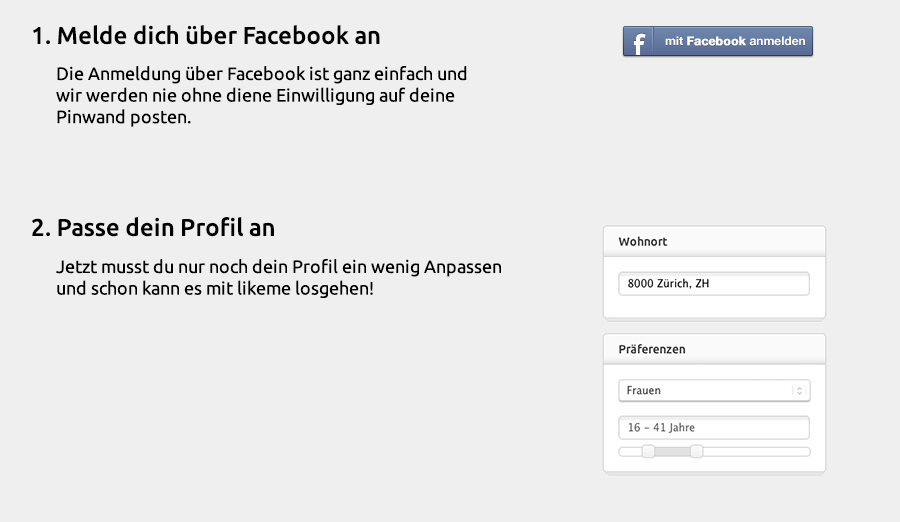 1. Melde dich über Facebook an
mit Facebook anmelden
Die Anmeldung über Facebook ist ganz einfach und
wir werden nie ohne diene Einwilligung auf deine
Pinwand posten.
2. Passe dein Profil an
Jetzt musst du nur noch dein Profil ein wenig Anpassen
und schon kann es mit likeme losgehen!
Wohnort
8000 Zürich, ZH
Präferenzen
Frauen
16 – 41 Jahre